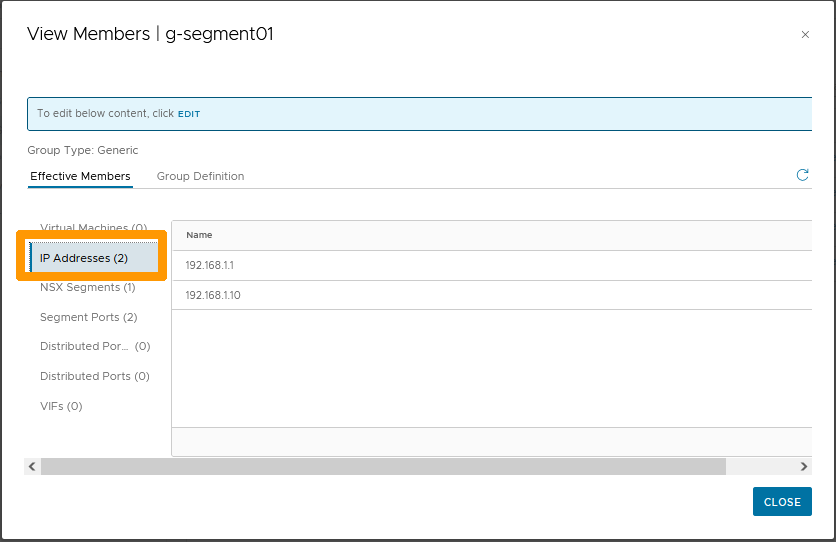 View Members | g-segment01
To edit below content, click EDIT
Group Type: Generic
Effective Members
Group Definition
Virtual Machines (0)
IP Addresses (2)
NSX Segments (1)
Segment Ports (2)
Distributed Por... (0)
Distributed Ports (0)
VIFs (0)
Name
192.168.1.1
192.168.1.10
CLOSE